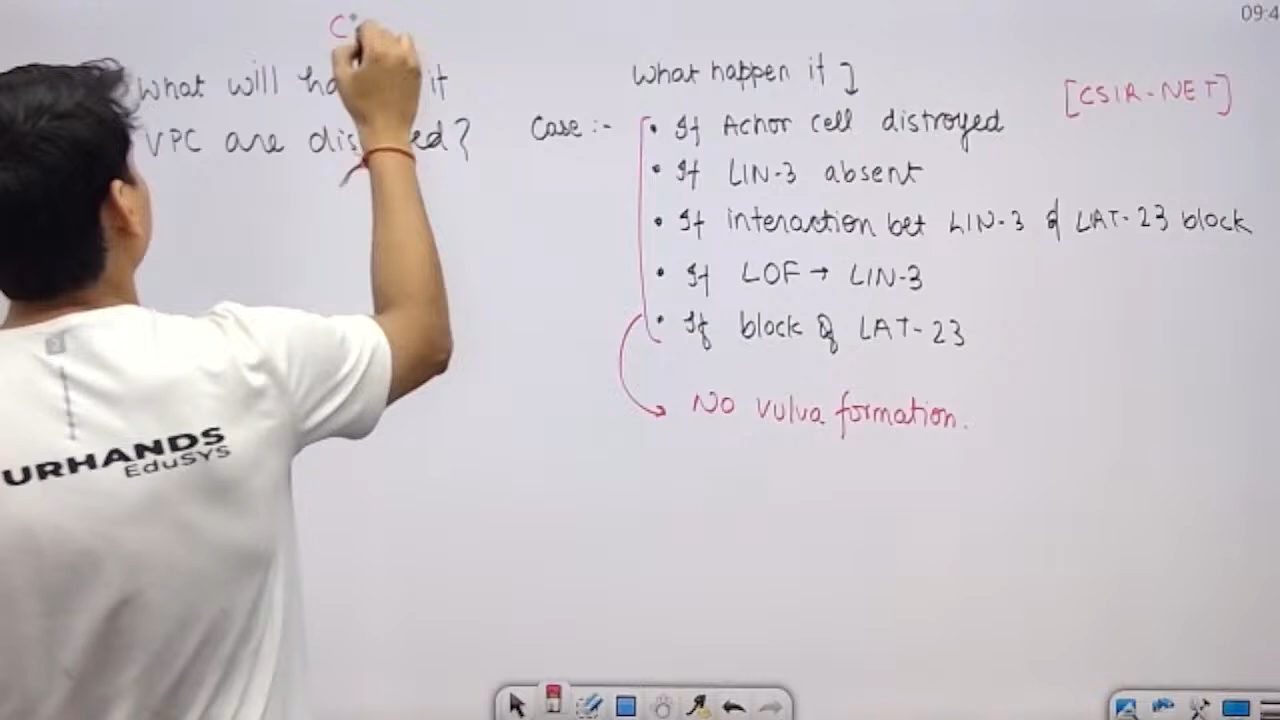 C
What will it
VPC are ed?
What happen if
[CSIR-NET]
Case :-
• If Achor cell distroyed
• If LIN-3 absent
• If interaction bet LIN-3 & LAT-23 block
• If LOF → LIN-3
• If block of LAT-23
→ No vulva formation.
URHANDS
EduSYS
09:4